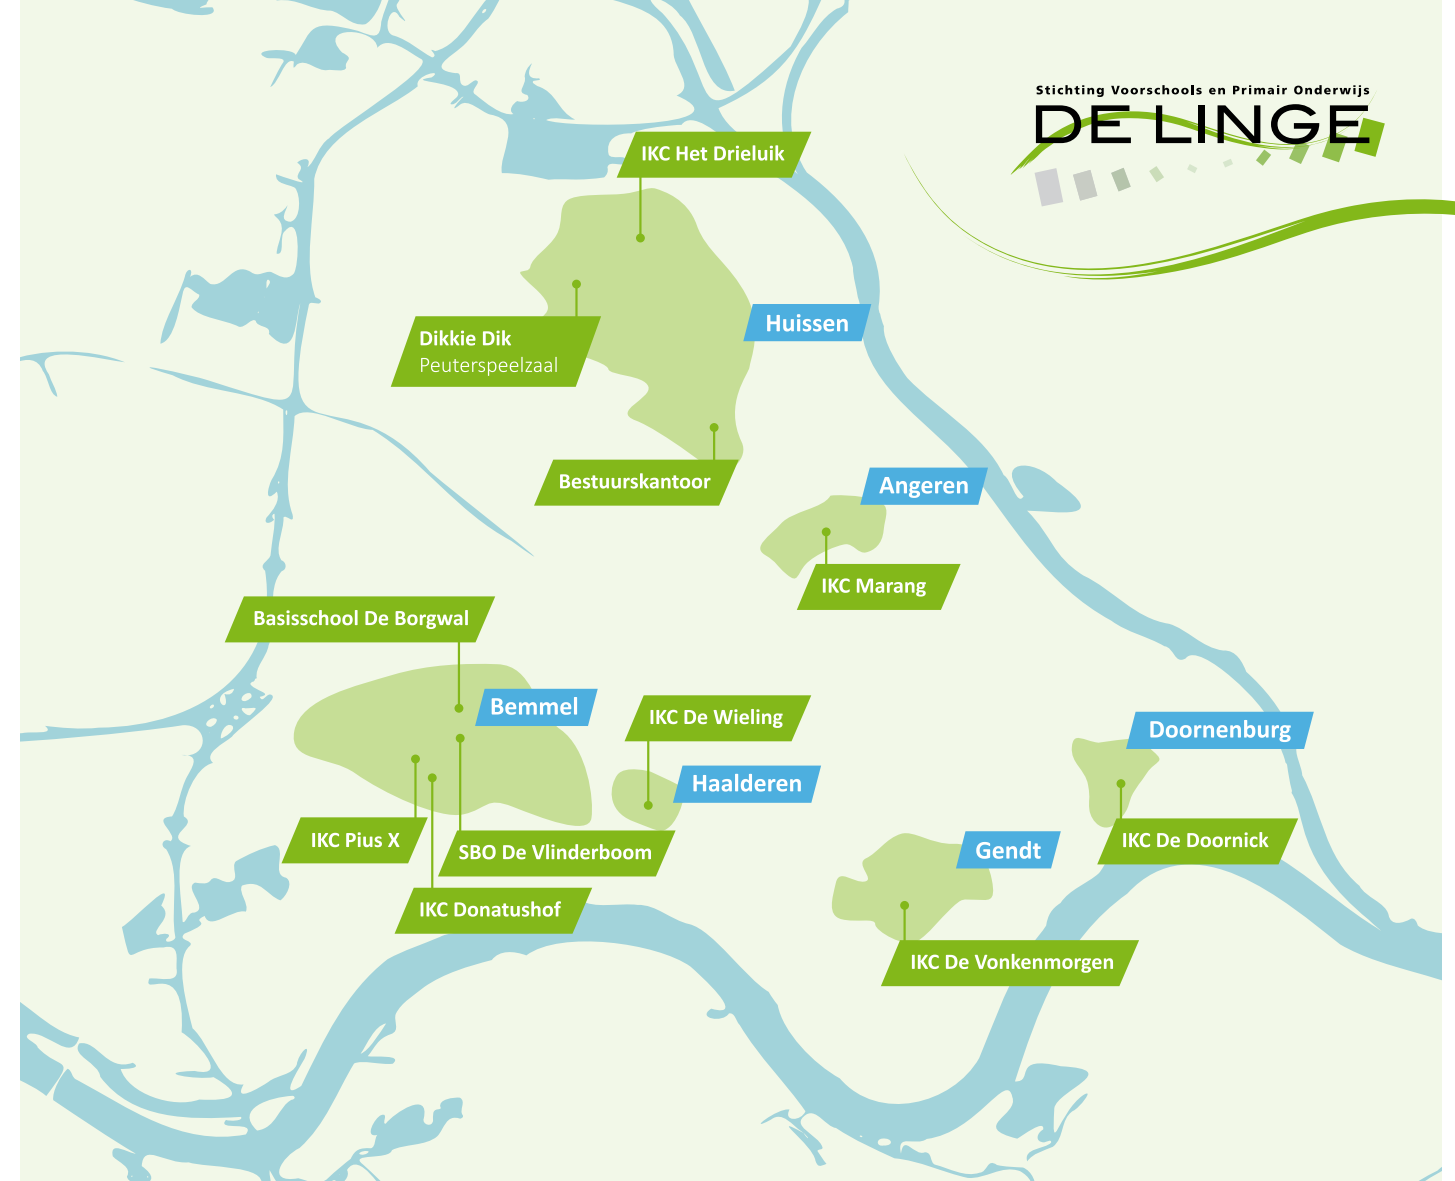 Stichting Voorschools en Primair Onderwijs
DE LINGE
IKC Het Drieluik
Huissen
Dikkie Dik
Peuterspeelzaal
Bestuurskantoor
Angeren
IKC Marang
Basisschool De Borgwal
Bemmel
IKC De Wieling
Doornenburg
Haalderen
IKC Pius X
SBO De Vlinderboom
Gendt
IKC De Doornick
IKC Donatushof
IKC De Vonkenmorgen